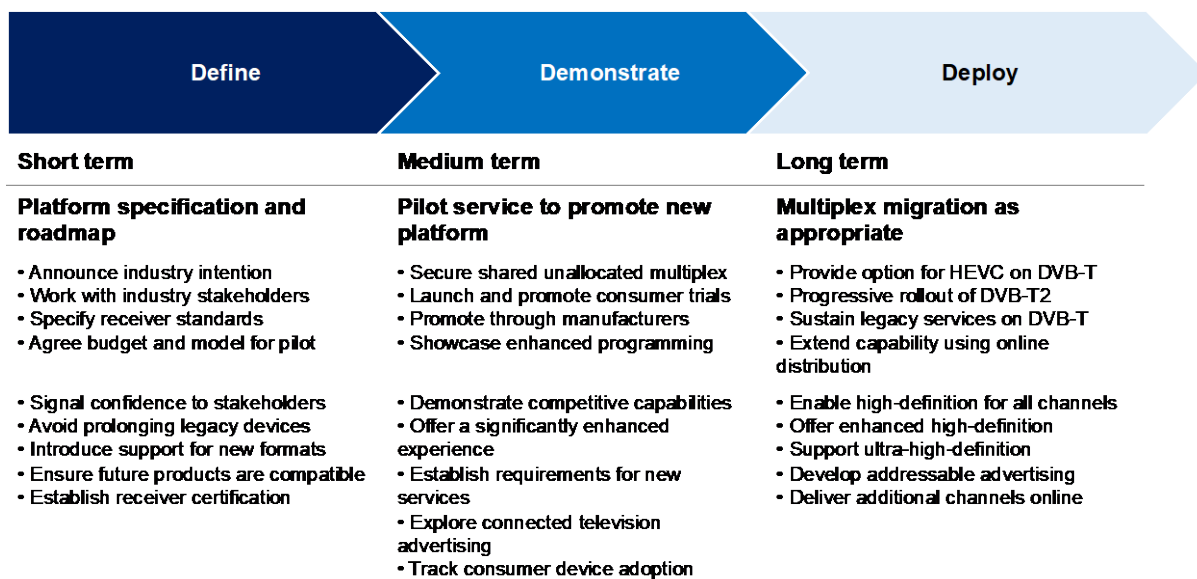 Define
Demonstrate
Deploy
Short term
Medium term
Long term
Platform specification and
roadmap
• Announce industry intention
• Work with industry stakeholders
• Specify receiver standards
• Agree budget and model for pilot
• Signal confidence to stakeholders
• Avoid prolonging legacy devices
• Introduce support for new formats
• Ensure future products are compatible
• Establish receiver certification
Pilot service to promote new
platform
• Secure shared unallocated multiplex
• Launch and promote consumer trials
• Promote through manufacturers
• Showcase enhanced programming
• Demonstrate competitive capabilities
• Offer a significantly enhanced
experience
• Establish requirements for new
services
• Explore connected television
advertising
• Track consumer device adoption
Multiplex migration as
appropriate
• Provide option for HEVC on DVB-T
• Progressive rollout of DVB-T2
• Sustain legacy services on DVB-T
• Extend capability using online
distribution
• Enable high-definition for all channels
• Offer enhanced high-definition
• Support ultra-high-definition
• Develop addressable advertising
• Deliver additional channels online